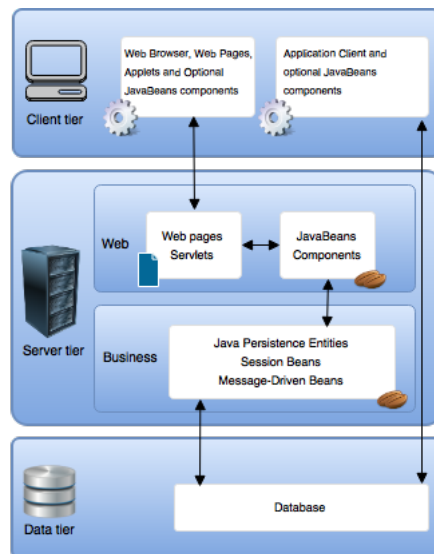 Web Browser, Web Pages,
Applets and Optional
JavaBeans components
Application Client and
optional JavaBeans
components
Client tier
Web
Web pages
Servlets
JavaBeans
Components
Server tier
Business
Java Persistence Entities
Session Beans
Message-Driven Beans
Database
Data tier